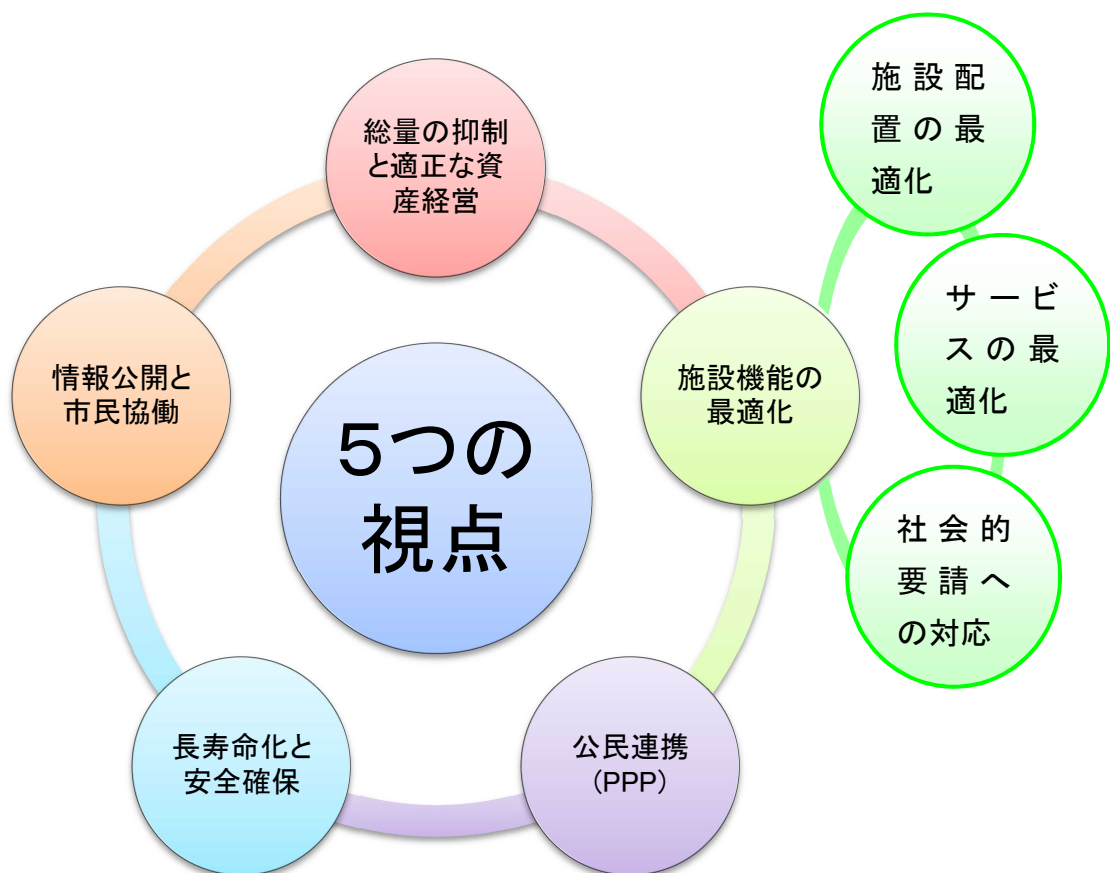 総量の抑制
と適正な資
産経営
施設機能の
最適化
施設配
置の最
適化
サービ
スの最
適化
社会的
要請へ
の対応
公民連携
(PPP)
長寿命化と
安全確保
情報公開と
市民協働
5つの
視点